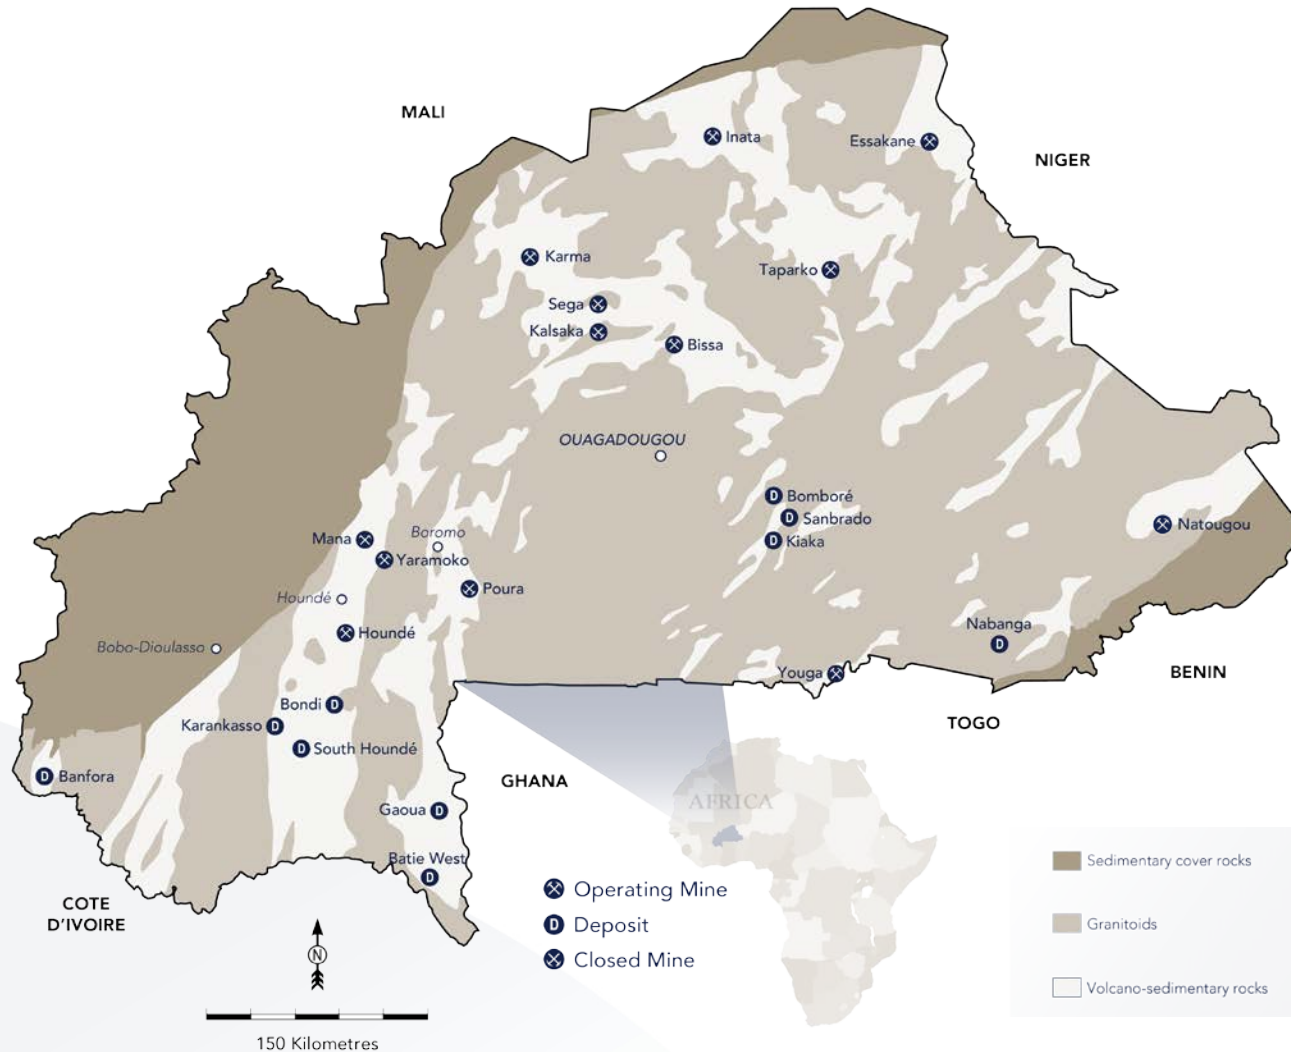 MALI
Inata
Essakane
NIGER
Karma
Taparko
Sega
Kalsaka
Bissa
OUAGADOUGOU
Bomboré
Sanbrado
Kiaka
Natougou
Mana
Boromo
Yaramoko
Poura
Houndé
Houndé
Bobo-Dioulasso
Nabanga
Youga
BENIN
TOGO
Bondi
Karankasso
South Houndé
Banfora
GHANA
Gaoua
AFRICA
Batie West
COTE
D'IVOIRE
N
150 Kilometres
Operating Mine
D Deposit
Closed Mine
Sedimentary cover rocks
Granitoids
Volcano-sedimentary rocks
D
D
D
D
D
D
D
D
D
D